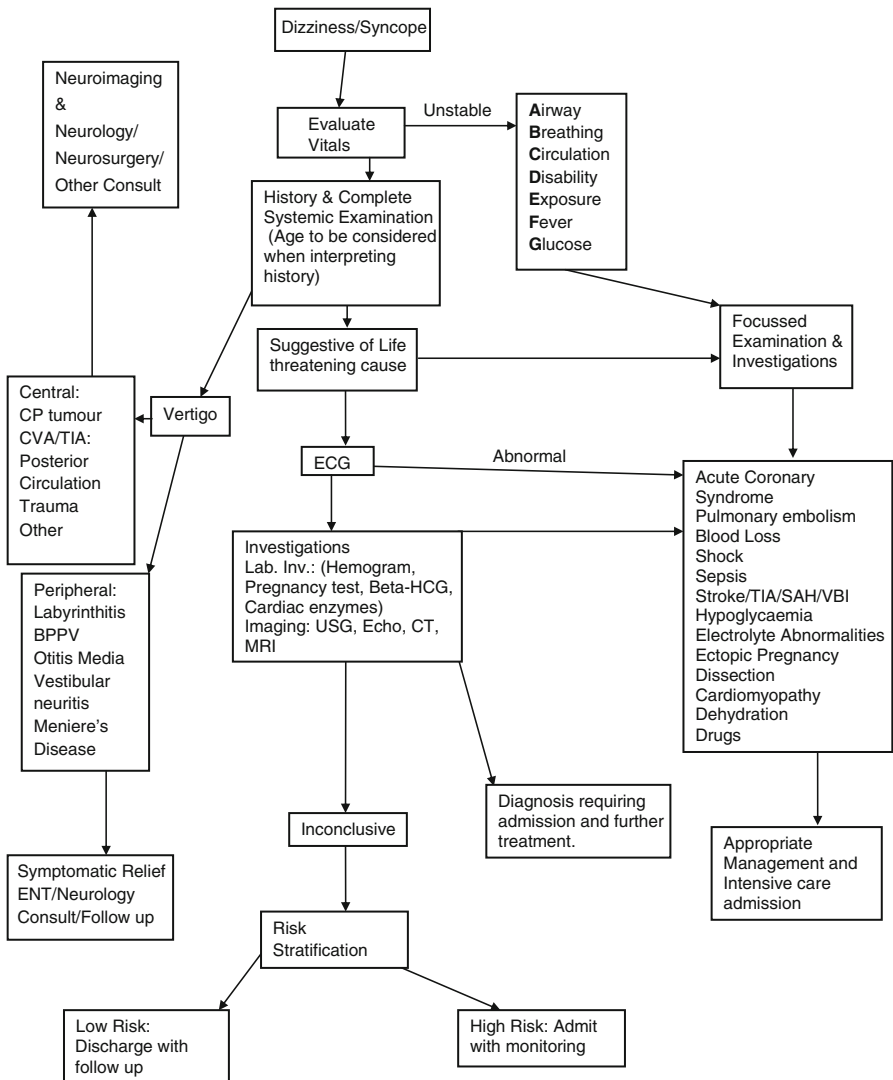 Dizziness/Syncope
Neuroimaging
&
Neurology/
Neurosurgery/
Other Consult
Evaluate
Vitals
Unstable
Airway
Breathing
Circulation
Disability
Exposure
Fever
Glucose
History & Complete
Systemic Examination
(Age to be considered
when interpreting
history)
Focussed
Examination &
Investigations
Suggestive of Life
threatening cause
Central:
CP tumour
CVA/TIA:
Posterior
Circulation
Trauma
Other
Vertigo
ECG
Abnormal
Acute Coronary
Syndrome
Pulmonary embolism
Blood Loss
Shock
Sepsis
Stroke/TIA/SAH/VBI
Hypoglycaemia
Electrolyte Abnormalities
Ectopic Pregnancy
Dissection
Cardiomyopathy
Dehydration
Drugs
Investigations
Lab. Inv.: (Hemogram,
Pregnancy test, Beta-HCG,
Cardiac enzymes)
Imaging: USG, Echo, CT,
MRI
Peripheral:
Labyrinthitis
BPPV
Otitis Media
Vestibular
neuritis
Meniere's
Disease
Inconclusive
Diagnosis requiring
admission and further
treatment.
Appropriate
Management and
Intensive care
admission
Symptomatic Relief
ENT/Neurology
Consult/Follow up
Risk
Stratification
Low Risk:
Discharge with
follow up
High Risk: Admit
with monitoring